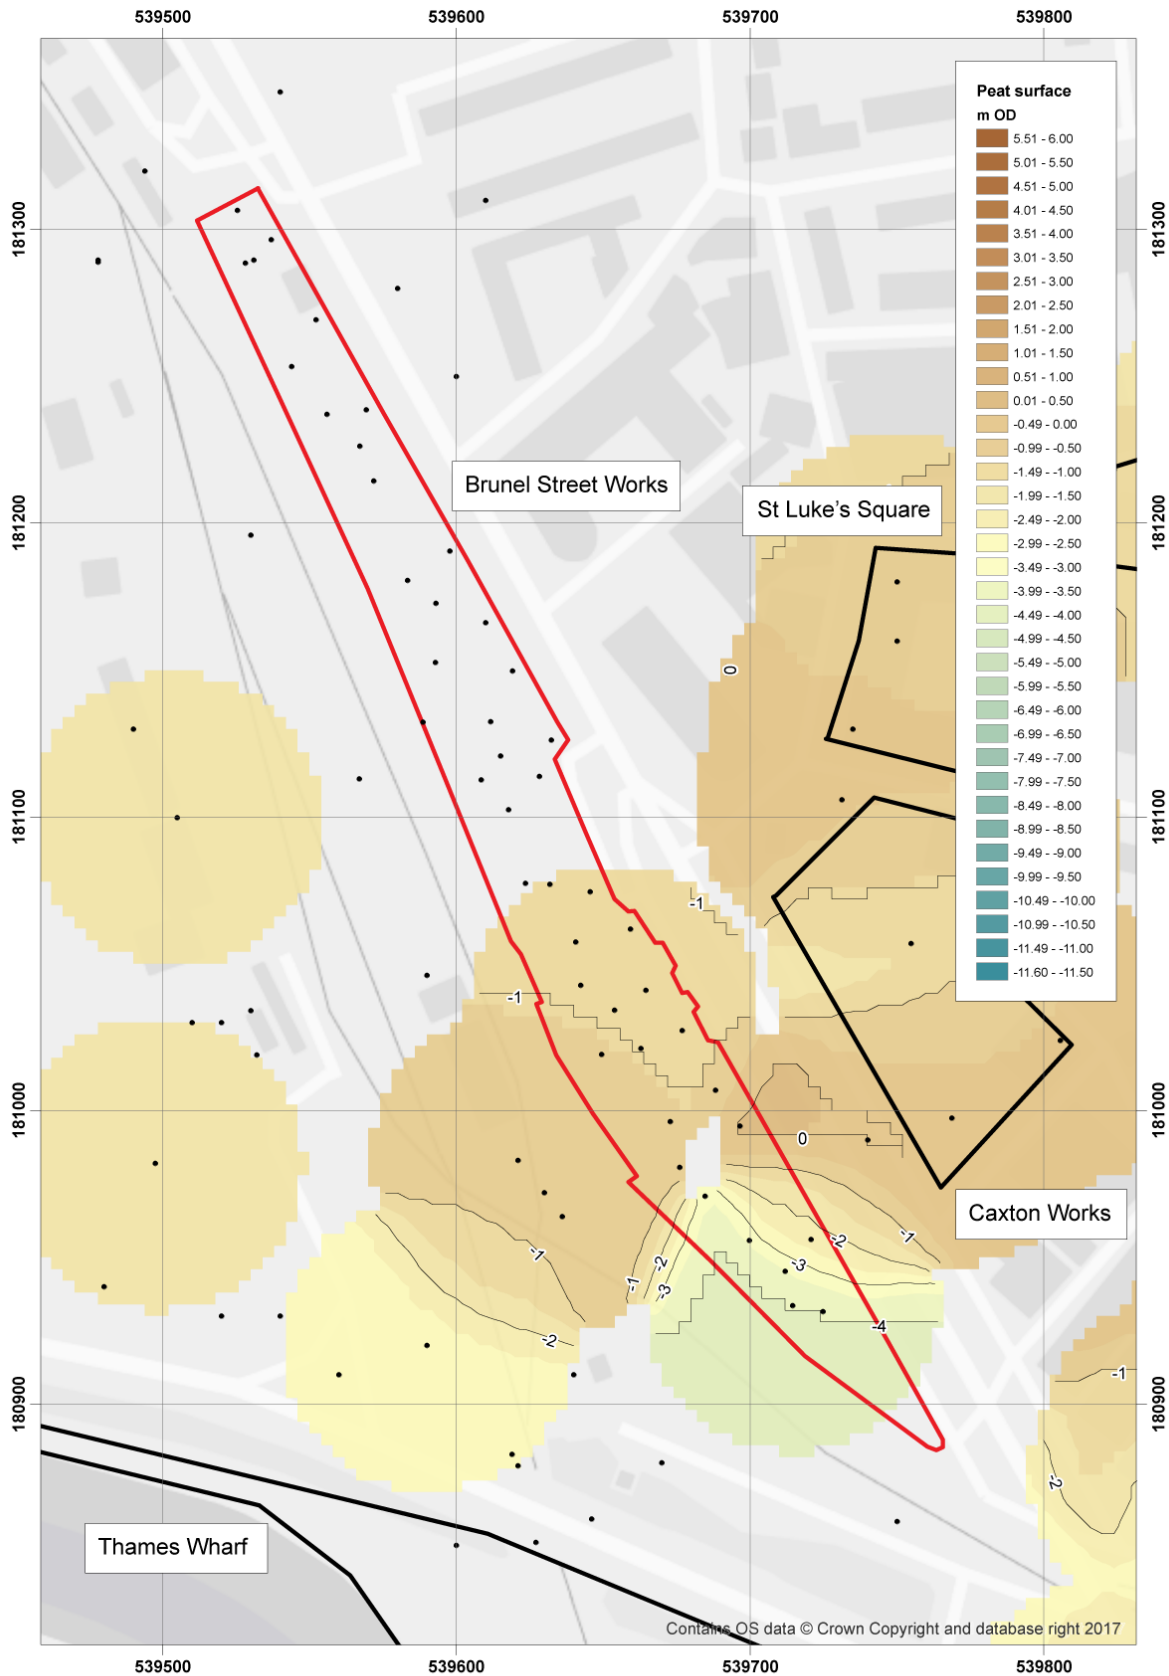 539500 539600 539700 539800
Peat surface
m OD
5.51 - 6.00
5.01 - 5.50
4.51 - 5.00
4.01 - 4.50
3.51 - 4.00
3.01 - 3.50
2.51 - 3.00
2.01 - 2.50
1.51 - 2.00
1.01 - 1.50
0.51 - 1.00
0.01 - 0.50
-0.49 - 0.00
-0.99 - -0.50
-1.49 - -1.00
-1.99 - -1.50
-2.49 - -2.00
-2.99 - -2.50
-3.49 - -3.00
-3.99 - -3.50
-4.49 - -4.00
-4.99 - -4.50
-5.49 - -5.00
-5.99 - -5.50
-6.49 - -6.00
-6.99 - -6.50
-7.49 - -7.00
-7.99 - -7.50
-8.49 - -8.00
-8.99 - -8.50
-9.49 - -9.00
-9.99 - -9.50
-10.49 - -10.00
-10.99 - -10.50
-11.49 - -11.00
-11.60 - -11.50
181300 181300
Brunel Street Works
St Luke's Square
181200 181200
0
181100 181100
-1
-1
181000 181000
0
Caxton Works
-1 -2 -1
-1 -2 -3 -3
-2 -4
-1
180900 180900
-2
Thames Wharf
Contains OS data © Crown Copyright and database right 2017
539500 539600 539700 539800